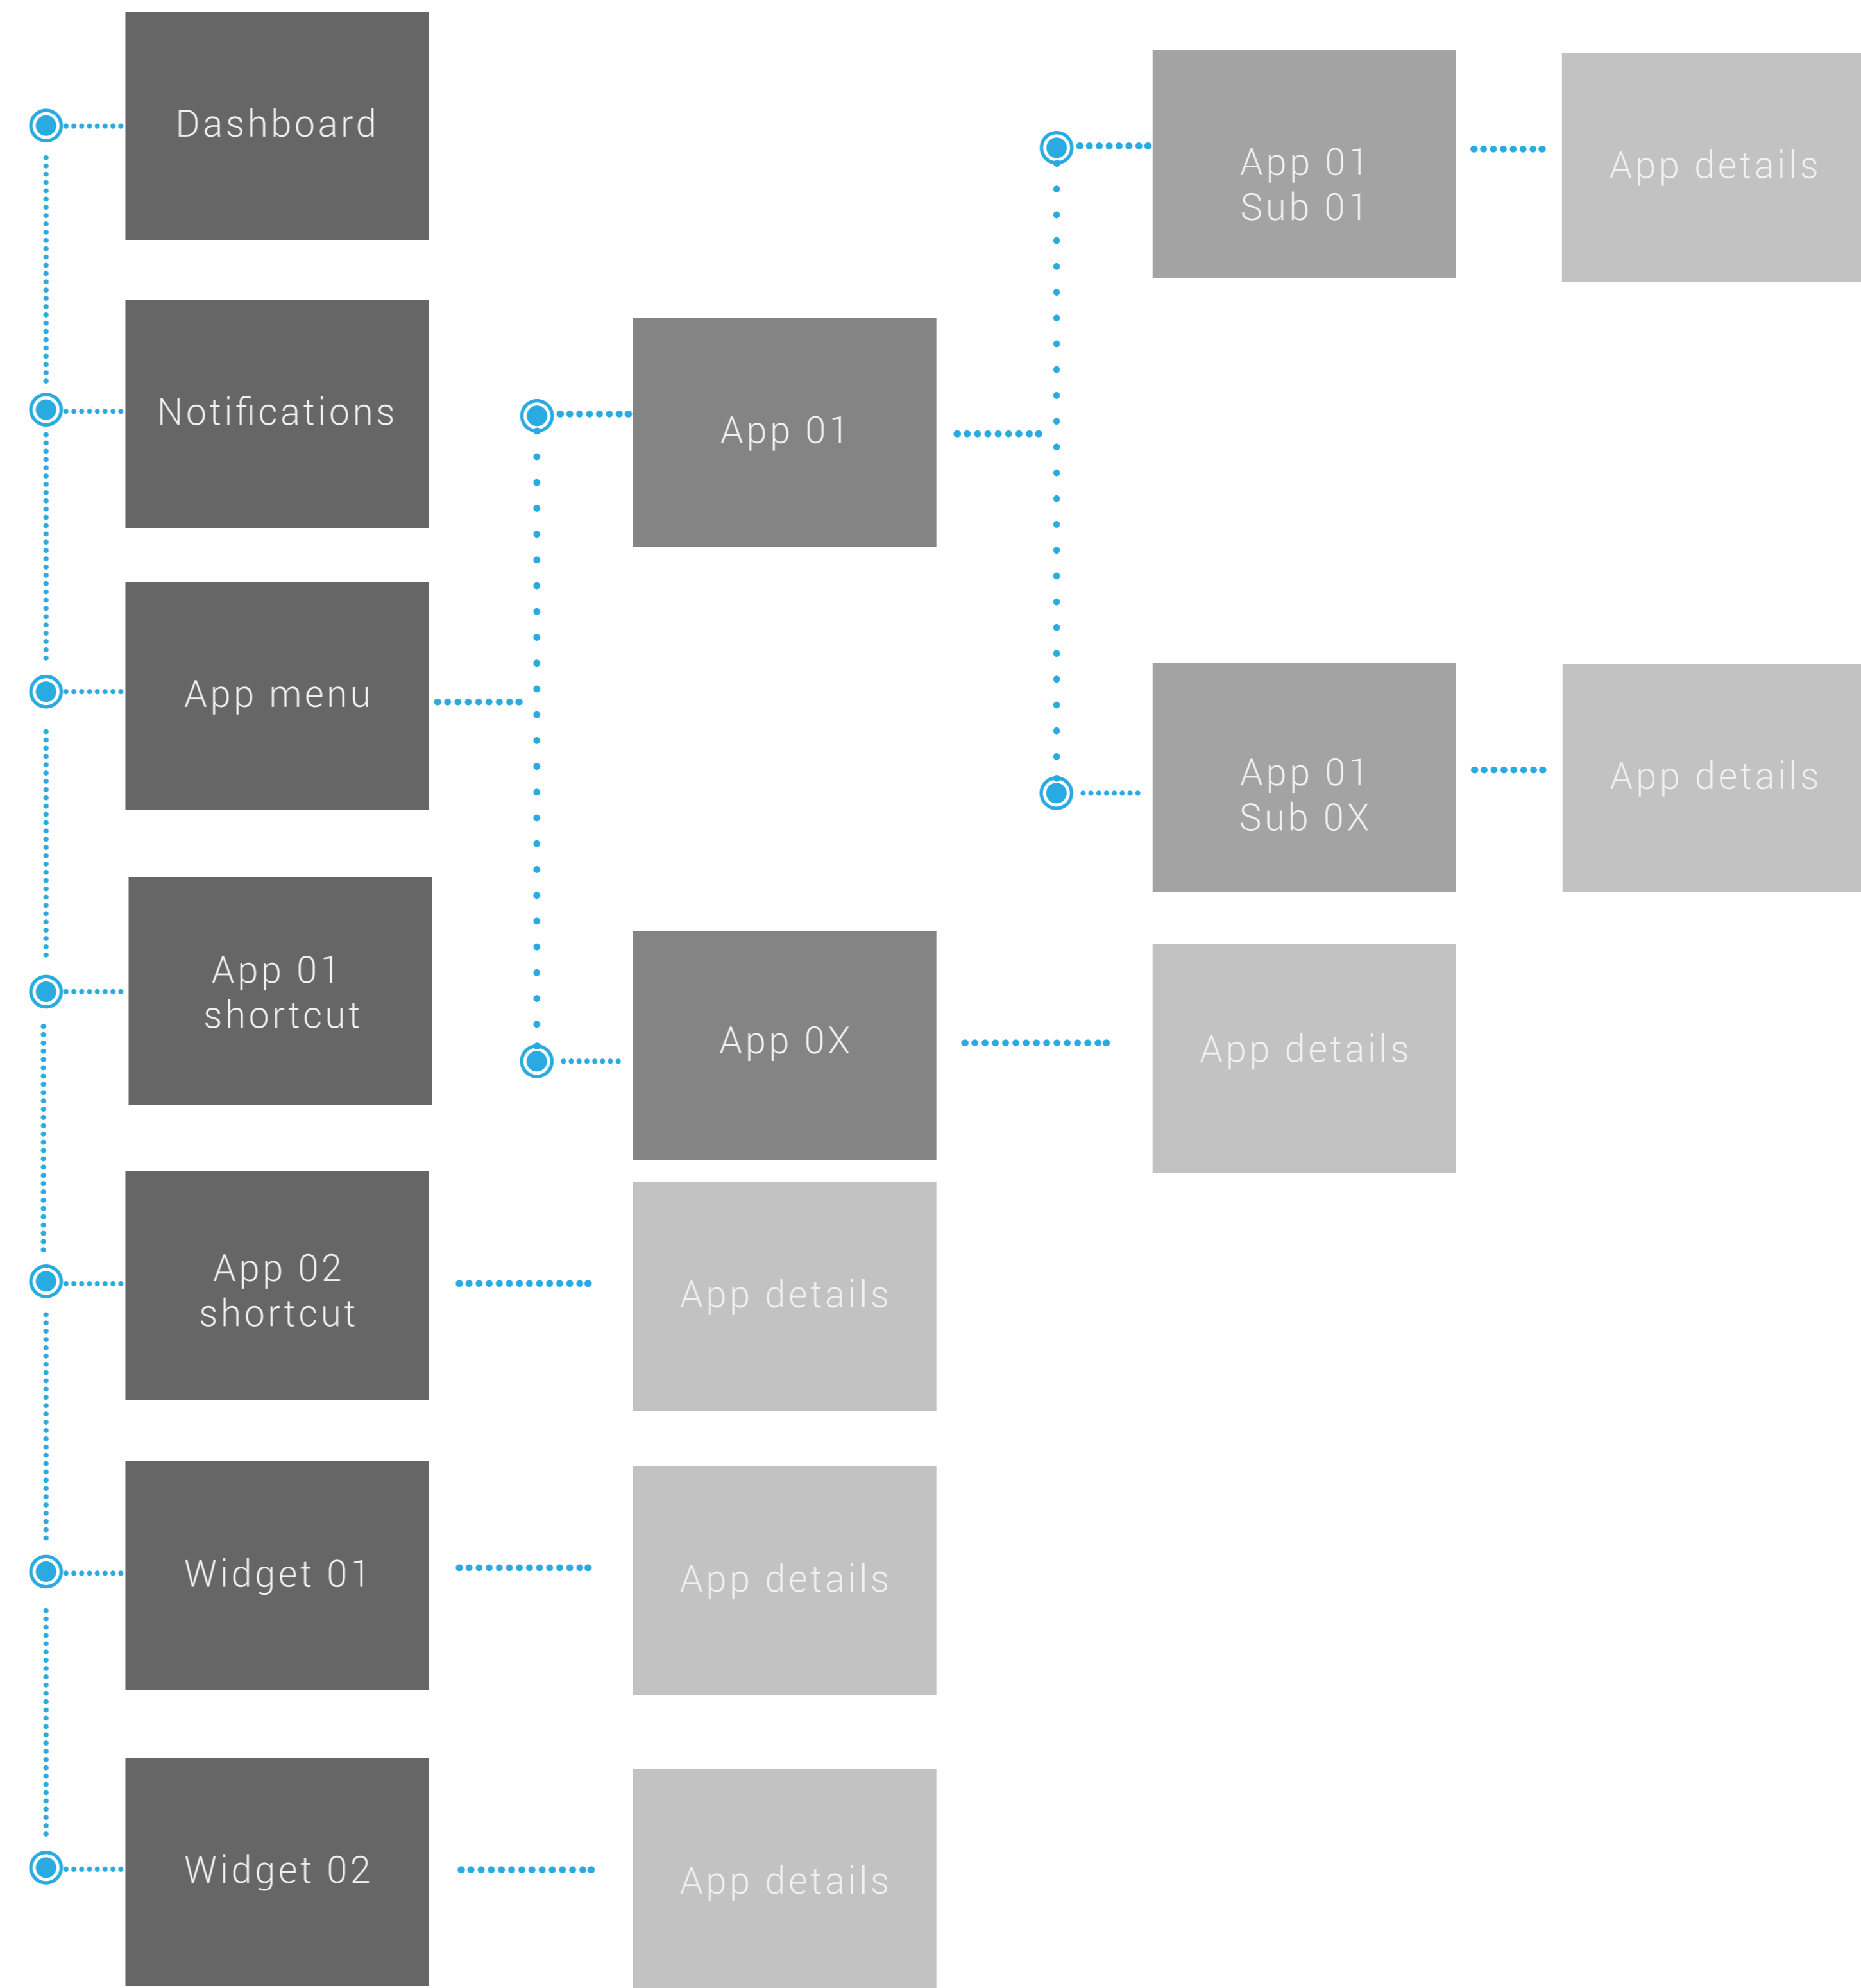 Dashboard
Notifications
App menu
App 01
shortcut
App 02
shortcut
Widget 01
Widget 02
App 01
App 0X
App details
App details
App details
App 01
Sub 01
App 01
Sub 0X
App details
App details
App details